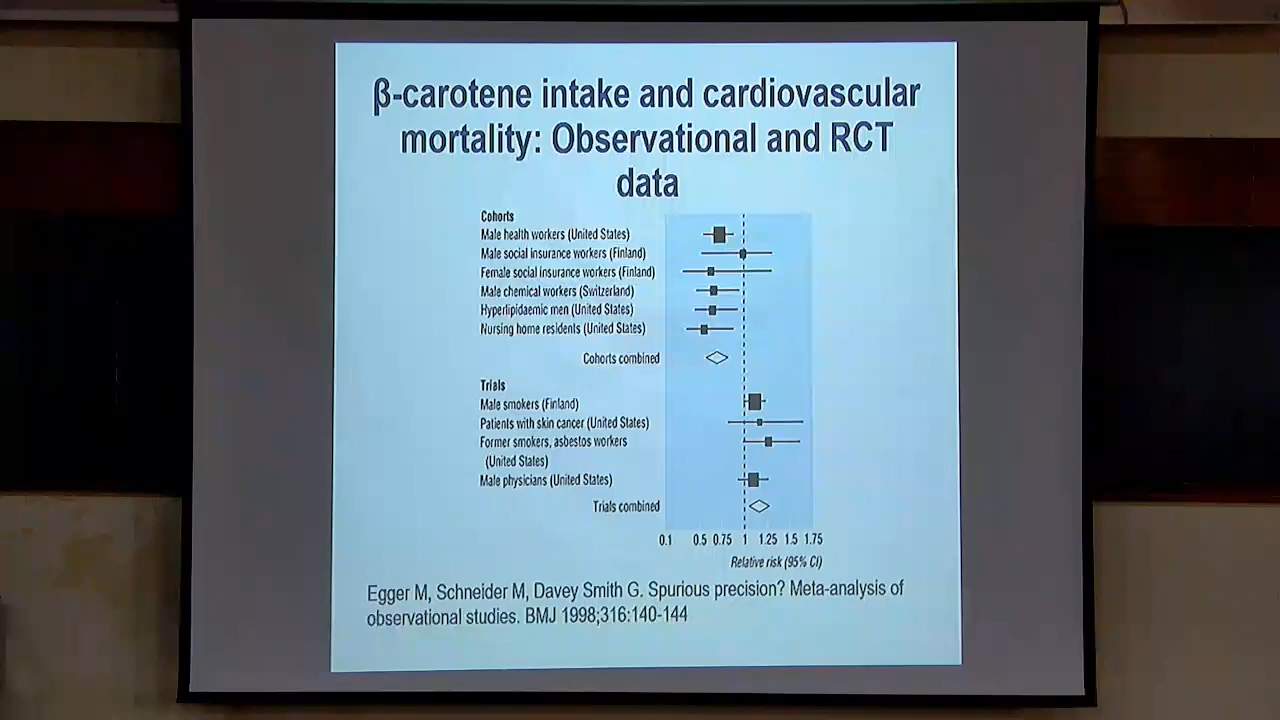 β-carotene intake and cardiovascular
mortality: Observational and RCT
data
Cohorts
Male health workers (United States)
Male social insurance workers (Finland)
Female social insurance workers (Finland)
Male chemical workers (Switzerland)
Hyperlipidaemic men (United States)
Nursing home residents (United States)
Cohorts combined
Trials
Male smokers (Finland)
Patients with skin cancer (United States)
Former smokers, asbestos workers
(United States)
Male physicians (United States)
Trials combined
0.1 0.5 0.75 1 1.25 1.5 1.75
Relative risk (95% CI)
Egger M, Schneider M, Davey Smith G. Spurious precision? Meta-analysis of
observational studies. BMJ 1998;316:140-144